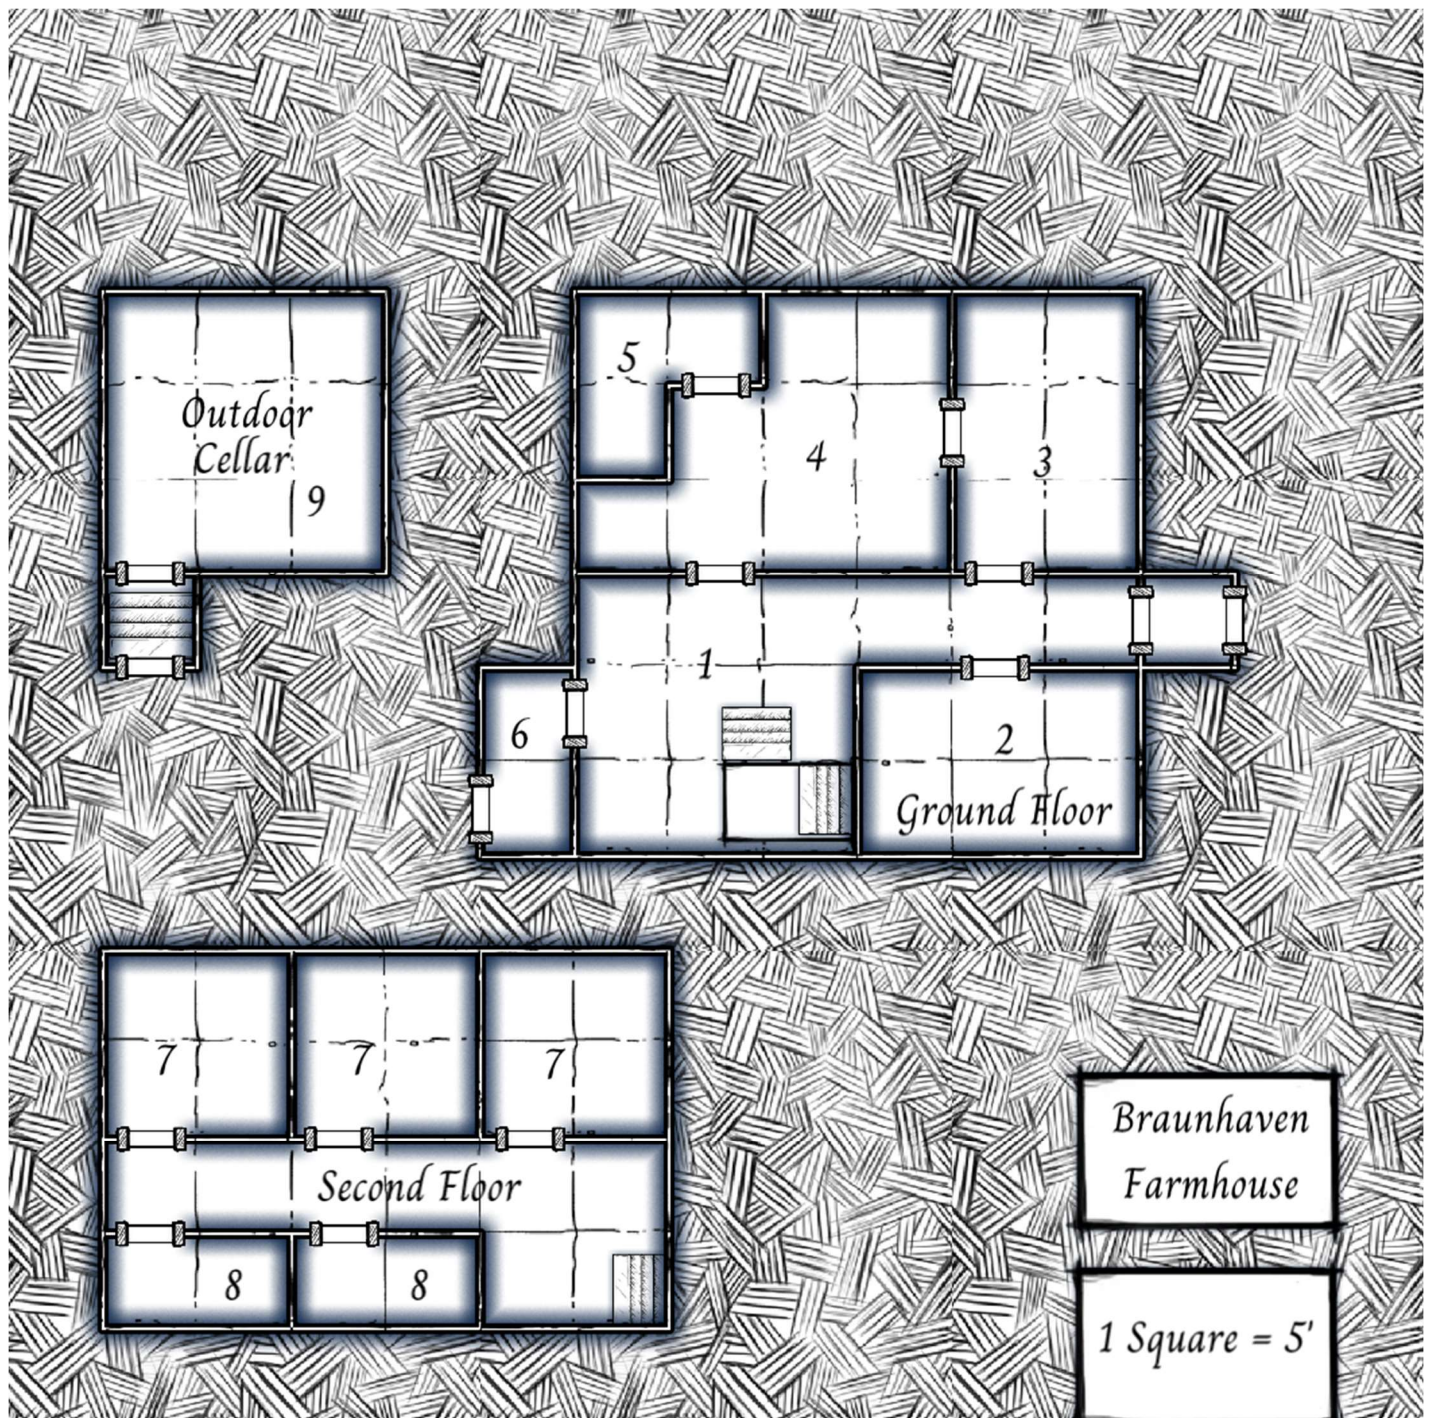 5
Outdoor
Cellar
4
3
9
1
6
2
Ground Floor
7
7
7
Second Floor
8
8
Braunhaven
Farmhouse
1 Square = 5'